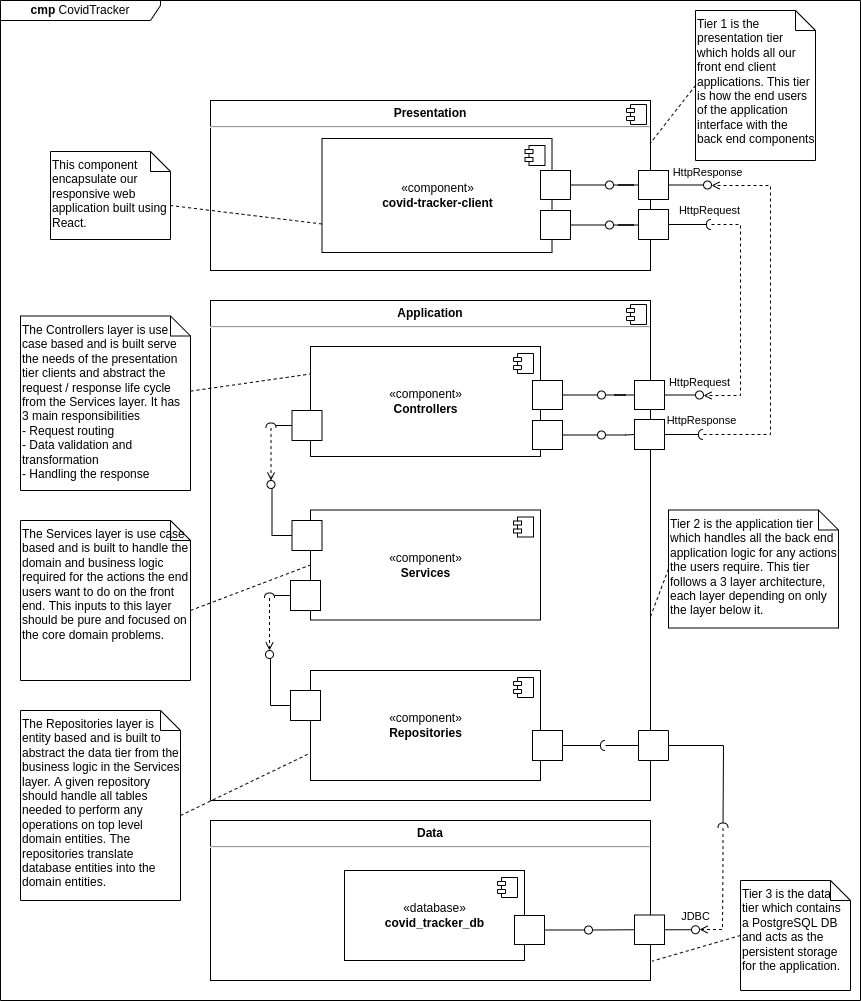 cmp CovidTracker
Tier 1 is the
presentation tier
which holds all our
front end client
applications. This tier
is how the end users
of the application
interface with the
back end components
Presentation
This component
encapsulate our
responsive web
application built using
React.
«component»
covid-tracker-client
HttpResponse
HttpRequest
Application
The Controllers layer is use
case based and is built serve
the needs of the presentation
tier clients and abstract the
request / response life cycle
from the Services layer. It has
3 main responsibilities
- Request routing
- Data validation and
transformation
- Handling the response
«component»
Controllers
HttpRequest
HttpResponse
The Services layer is use case
based and is built to handle the
domain and business logic
required for the actions the end
users want to do on the front
end. This inputs to this layer
should be pure and focused on
the core domain problems.
«component»
Services
Tier 2 is the application tier
which handles all the back end
application logic for any actions
the users require. This tier
follows a 3 layer architecture,
each layer depending on only
the layer below it.
The Repositories layer is
entity based and is built to
abstract the data tier from the
business logic in the Services
layer. A given repository
should handle all tables
needed to perform any
operations on top level
domain entities. The
repositories translate
database entities into the
domain entities.
«component»
Repositories
Data
«database»
covid_tracker_db
JDBC
Tier 3 is the data
tier which contains
a PostgreSQL DB
and acts as the
persistent storage
for the application.